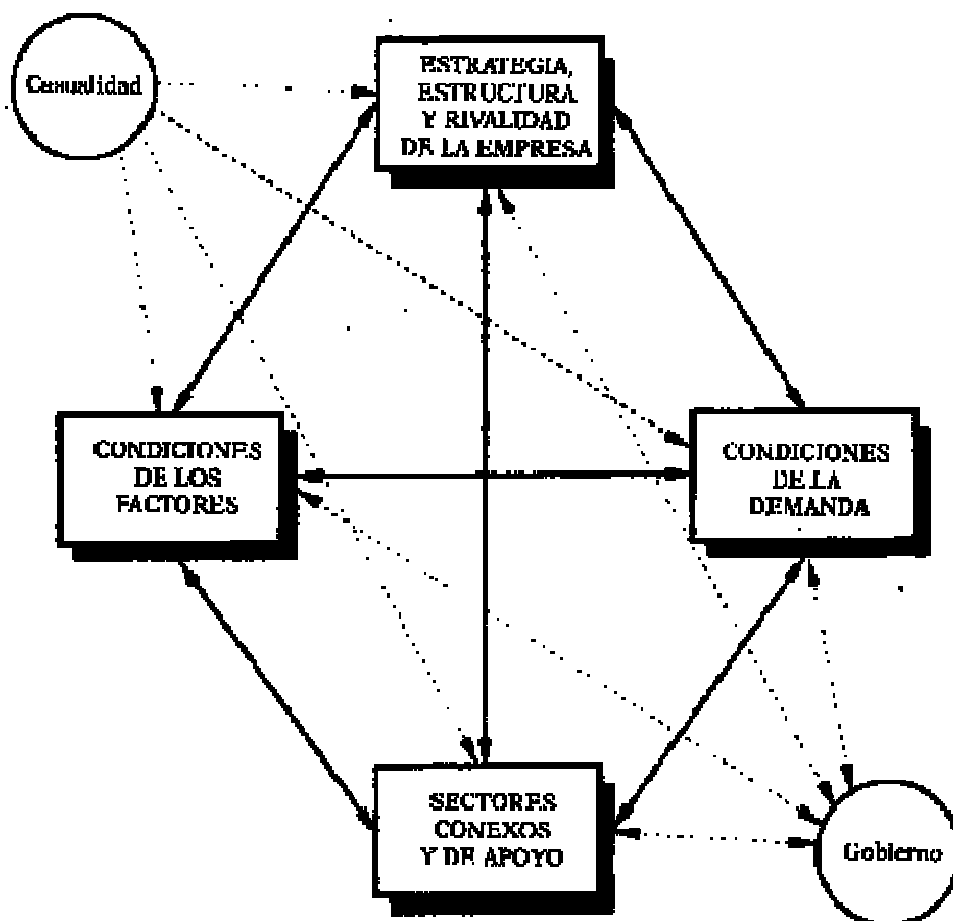 Casualidad
ESTRATEGIA,
ESTRUCTURA
Y RIVALIDAD
DE LA EMPRESA
CONDICIONES
DE LOS
FACTORES
CONDICIONES
DE LA
DEMANDA
SECTORES
CONEXOS
Y DE APOYO
Gobierno